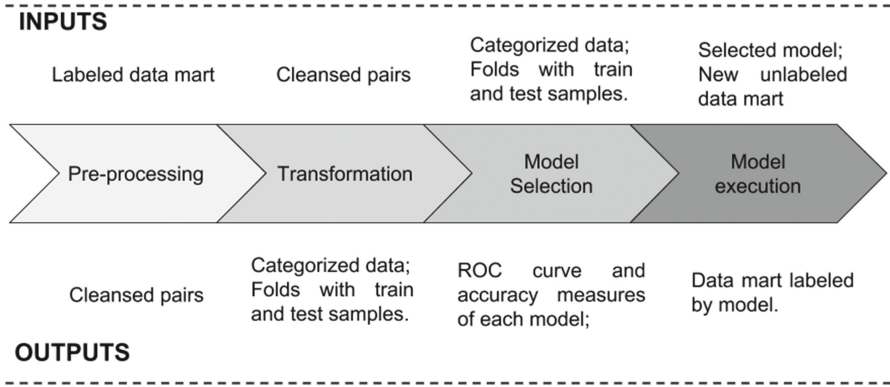 INPUTS
Labeled data mart
Cleansed pairs
Categorized data;
Folds with train
and test samples.
Selected model;
New unlabeled
data mart
Pre-processing
Transformation
Model
Selection
Model
execution
Cleansed pairs
Categorized data;
Folds with train
and test samples.
ROC curve and
accuracy measures
of each model;
Data mart labeled
by model.
OUTPUTS